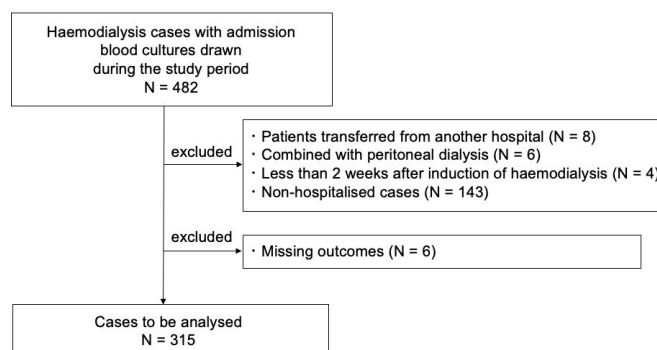 Haemodialysis cases with admission
blood cultures drawn
during the study period
N = 482
excluded
・Patients transferred from another hospital (N = 8)
・Combined with peritoneal dialysis (N = 6)
・Less than 2 weeks after induction of haemodialysis (N = 4)
・Non-hospitalised cases (N = 143)
excluded
・Missing outcomes (N = 6)
Cases to be analysed
N = 315